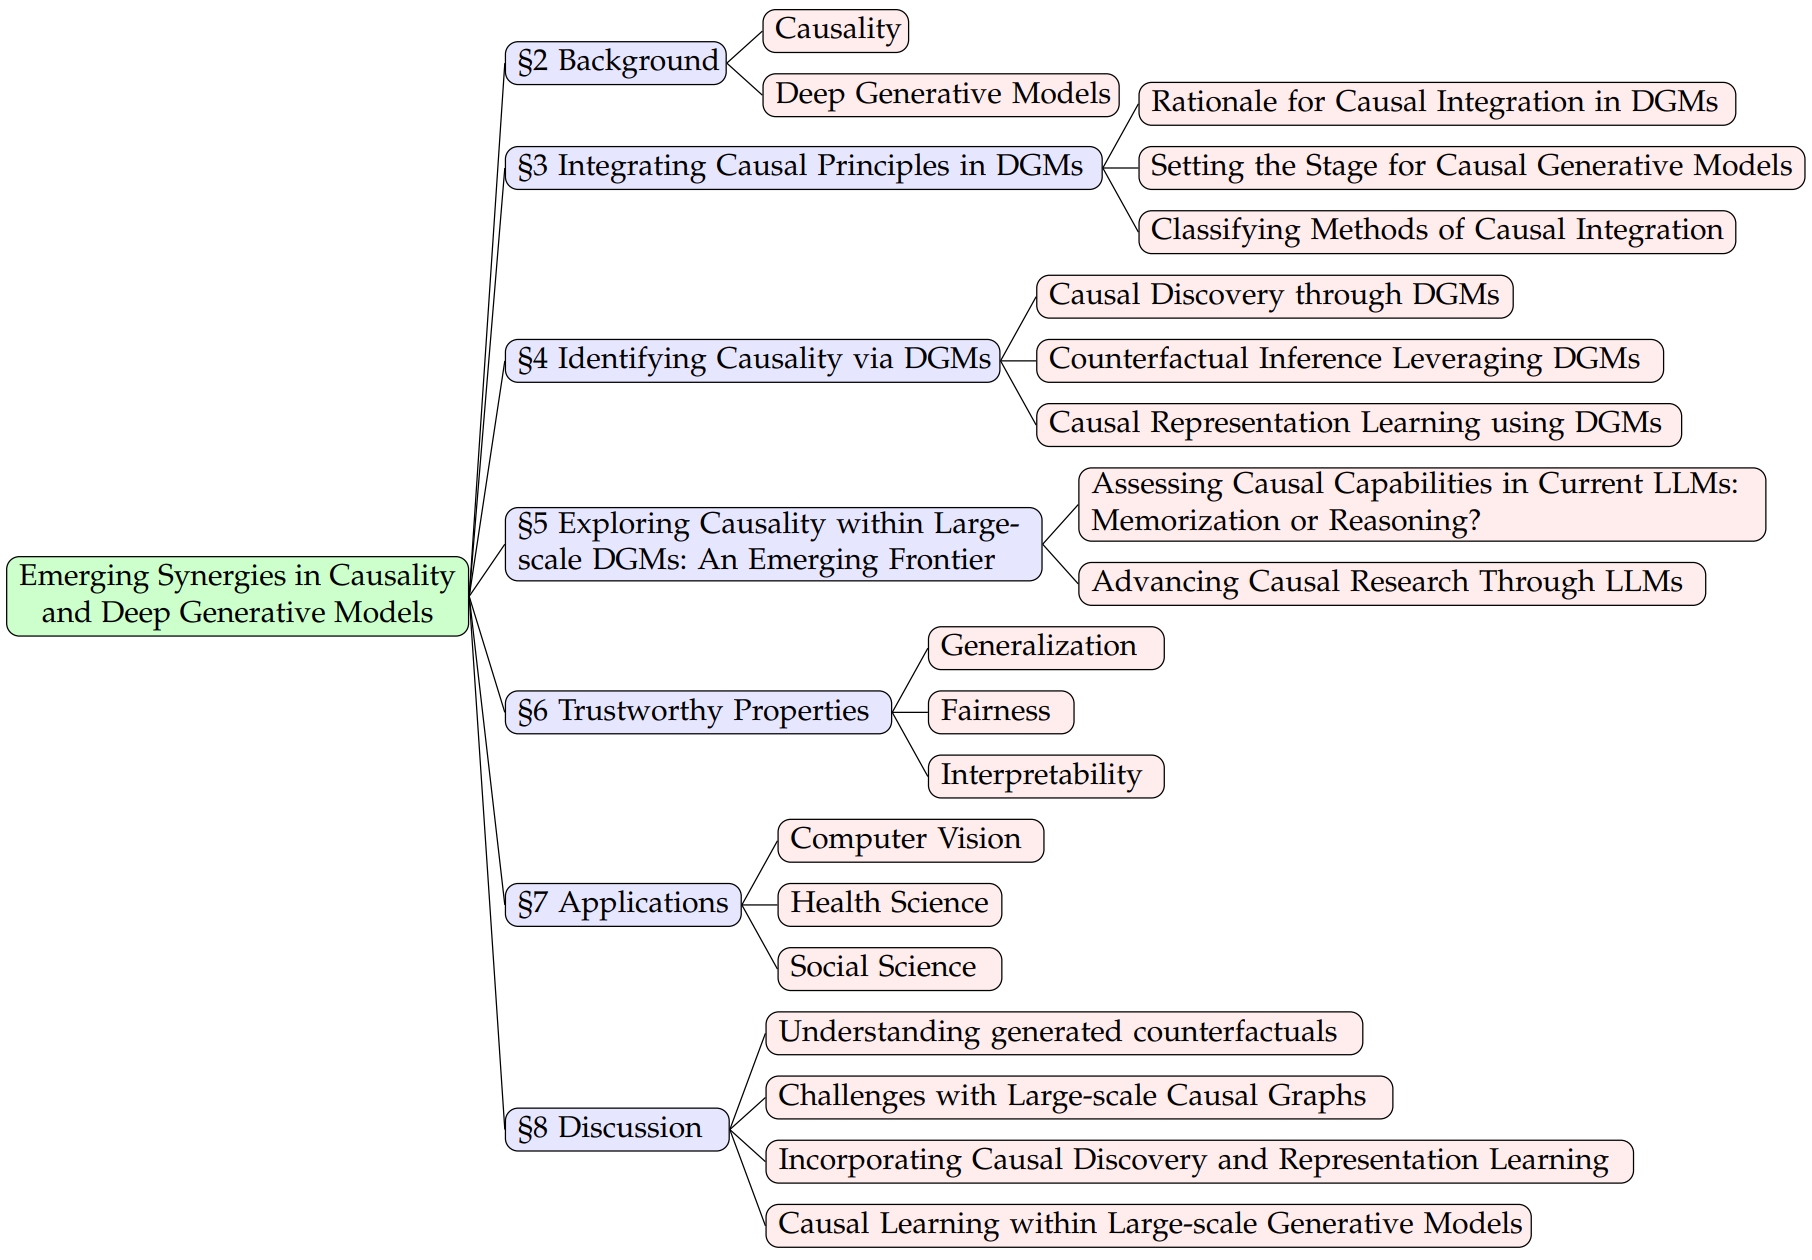 Emerging Synergies in Causality
and Deep Generative Models
§2 Background
Causality
Deep Generative Models
§3 Integrating Causal Principles in DGMs
Rationale for Causal Integration in DGMs
Setting the Stage for Causal Generative Models
Classifying Methods of Causal Integration
§4 Identifying Causality via DGMs
Causal Discovery through DGMs
Counterfactual Inference Leveraging DGMs
Causal Representation Learning using DGMs
§5 Exploring Causality within Large-
scale DGMs: An Emerging Frontier
Assessing Causal Capabilities in Current LLMs:
Memorization or Reasoning?
Advancing Causal Research Through LLMs
§6 Trustworthy Properties
Generalization
Fairness
Interpretability
§7 Applications
Computer Vision
Health Science
Social Science
§8 Discussion
Understanding generated counterfactuals
Challenges with Large-scale Causal Graphs
Incorporating Causal Discovery and Representation Learning
Causal Learning within Large-scale Generative Models